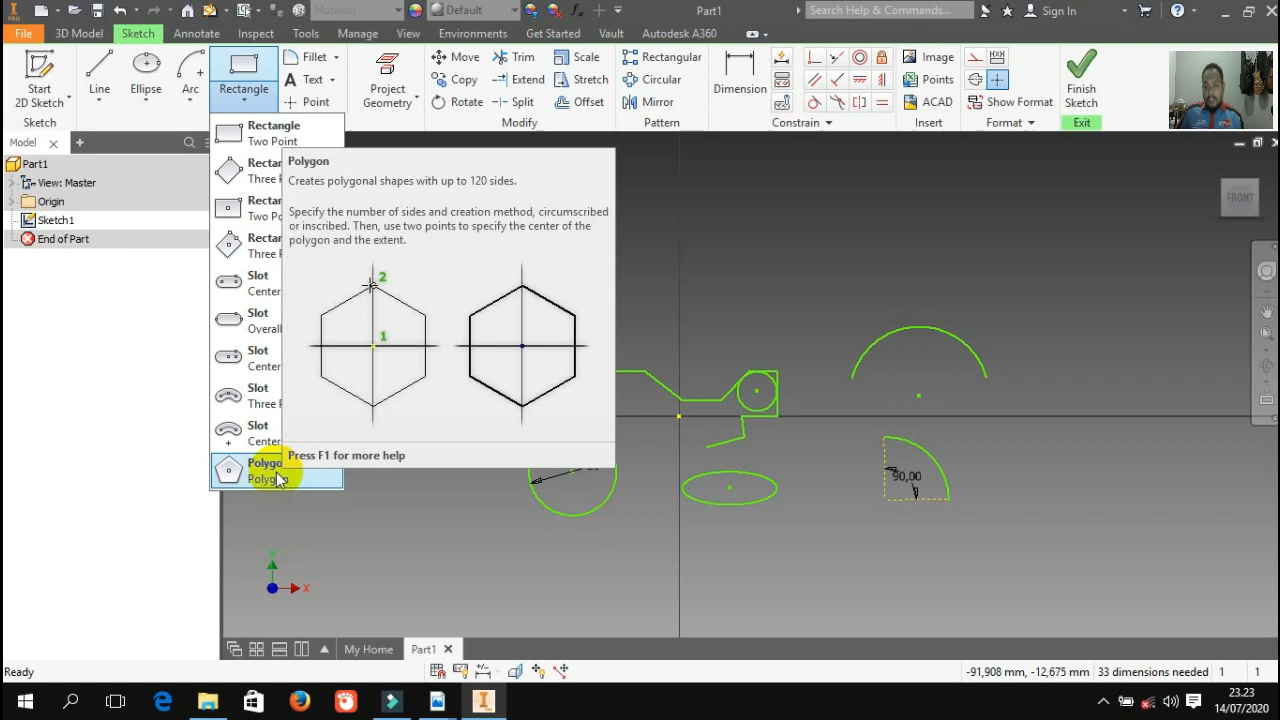 PRO
Material
Default
Part1
Search Help & Commands...
Sign In
File
3D Model
Sketch
Annotate
Inspect
Tools
Manage
View
Environments
Get Started
Vault
Autodesk A360
Start
2D Sketch
Line
Ellipse
Arc
Rectangle
Fillet
Text
Point
Project
Geometry
Move
Copy
Rotate
Trim
Extend
Split
Scale
Stretch
Offset
Rectangular
Circular
Mirror
Dimension
Image
Points
ACAD
Show Format
Finish
Sketch
Sketch
Modify
Pattern
Constrain
Insert
Format
Exit
Model
Part1
View: Master
Origin
Sketch1
End of Part
Rectangle
Two Point
Slot
Center
Slot
Overall
Slot
Center
Slot
Three
Slot
Center
Polygon
Creates polygonal shapes with up to 120 sides.
Specify the number of sides and creation method, circumscribed
or inscribed. Then, use two points to specify the center of the
polygon and the extent.
2
1
Press F1 for more help
FRONT
90,00
X
My Home
Part1
Ready
-91,908 mm, -12,675 mm
33 dimensions needed
1
1
23.23
14/07/2020